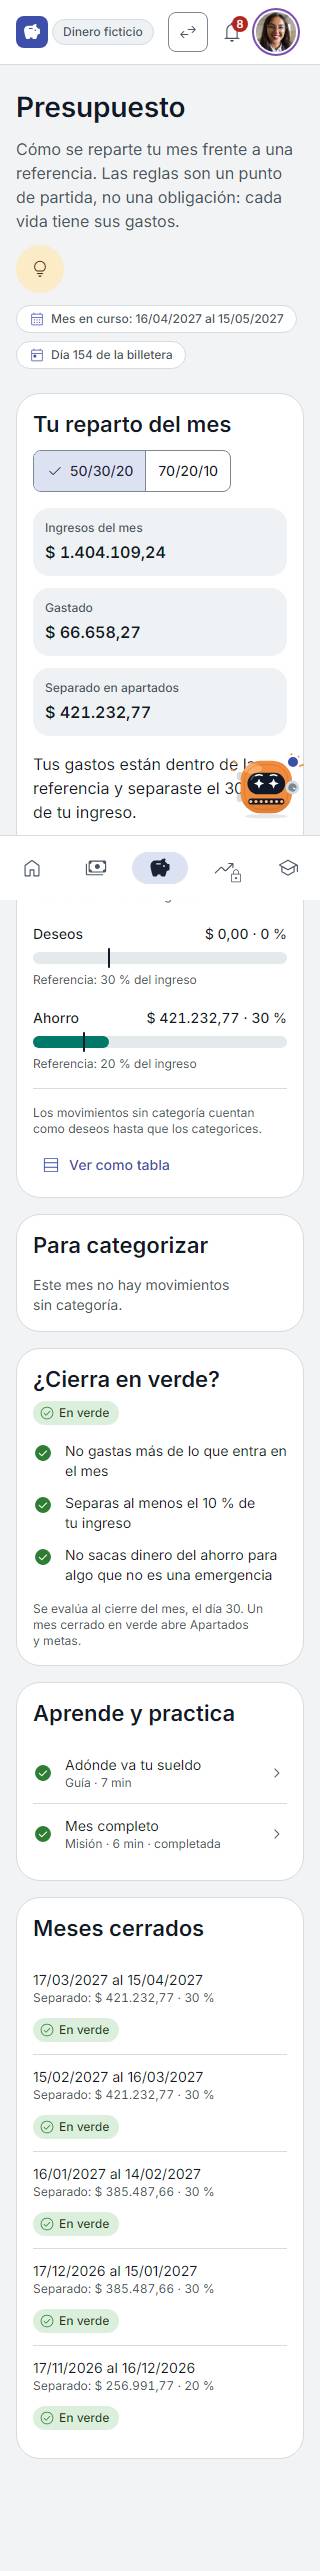 Dinero ficticio
8
Presupuesto
Cómo se reparte tu mes frente a una
referencia. Las reglas son un punto
de partida, no una obligación: cada
vida tiene sus gastos.
Mes en curso: 16/04/2027 al 15/05/2027
Día 154 de la billetera
Tu reparto del mes
50/30/20
70/20/10
Ingresos del mes
$ 1.404.109,24
Gastado
$ 66.658,27
Separado en apartados
$ 421.232,77
Tus gastos están dentro de la
referencia y separaste el 30
de tu ingreso.
Deseos
$ 0,00 · 0 %
Referencia: 30 % del ingreso
Ahorro
$ 421.232,77 · 30 %
Referencia: 20 % del ingreso
Los movimientos sin categoría cuentan
como deseos hasta que los categorices.
Ver como tabla
Para categorizar
Este mes no hay movimientos
sin categoría.
¿Cierra en verde?
En verde
No gastas más de lo que entra en
el mes
Separas al menos el 10 % de
tu ingreso
No sacas dinero del ahorro para
algo que no es una emergencia
Se evalúa al cierre del mes, el día 30. Un
mes cerrado en verde abre Apartados
y metas.
Aprende y practica
Adónde va tu sueldo
Guía · 7 min
Mes completo
Misión · 6 min · completada
Meses cerrados
17/03/2027 al 15/04/2027
Separado: $ 421.232,77 · 30 %
En verde
15/02/2027 al 16/03/2027
Separado: $ 421.232,77 · 30 %
En verde
16/01/2027 al 14/02/2027
Separado: $ 385.487,66 · 30 %
En verde
17/12/2026 al 15/01/2027
Separado: $ 385.487,66 · 30 %
En verde
17/11/2026 al 16/12/2026
Separado: $ 256.991,77 · 20 %
En verde